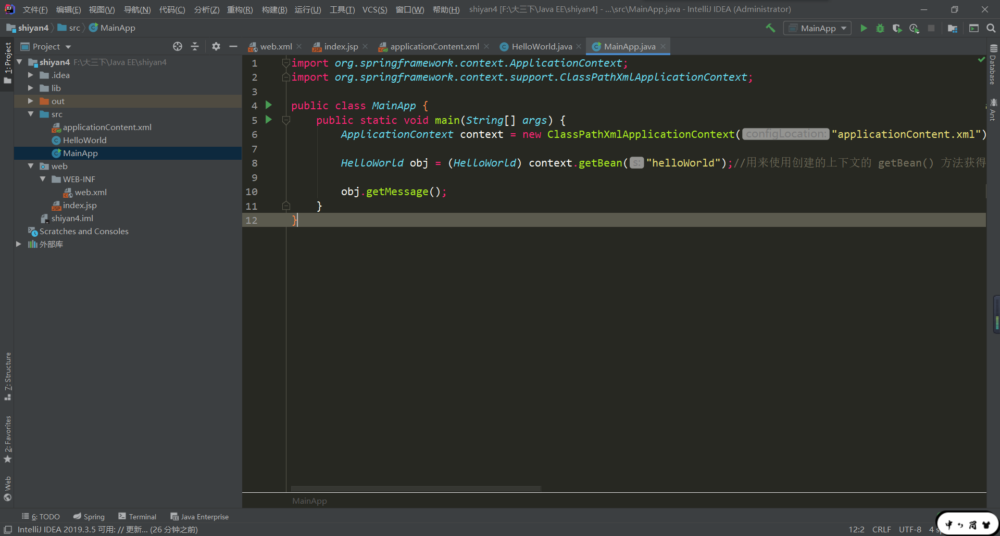 文件(F) 编辑(E) 视图(V) 导航(N) 代码(C) 分析(Z) 重构(R) 构建(B) 运行(U) 工具(T) VCS(S) 窗口(W) 帮助(H) shiyan4 [F:\大三下\Java EE\shiyan4] - ...\src\MainApp.java - IntelliJ IDEA (Administrator)
shiyan4 src MainApp MainApp
Project
web.xml index.jsp applicationContent.xml HelloWorld.java MainApp.java
1: Project
7: Structure
2: Favorites
Web
shiyan4 F:\大三下\Java EE\shiyan4
.idea
lib
out
src
applicationContent.xml
HelloWorld
MainApp
web
WEB-INF
web.xml
index.jsp
shiyan4.iml
Scratches and Consoles
外部库
1 import org.springframework.context.ApplicationContext;
2 import org.springframework.context.support.ClassPathXmlApplicationContext;
3
4 public class MainApp {
5 public static void main(String[] args) {
6 ApplicationContext context = new ClassPathXmlApplicationContext( configLocation: "applicationContent.xml")
7
8 HelloWorld obj = (HelloWorld) context.getBean( s: "helloWorld");//用来使用创建的上下文的 getBean() 方法获得
9
10 obj.getMessage();
11 }
12 }
MainApp
Database
Ant
6: TODO Spring Terminal Java Enterprise
IntelliJ IDEA 2019.3.5 可用: // 更新... (26 分钟之前) 12:2 CRLF UTF-8 4
中 简